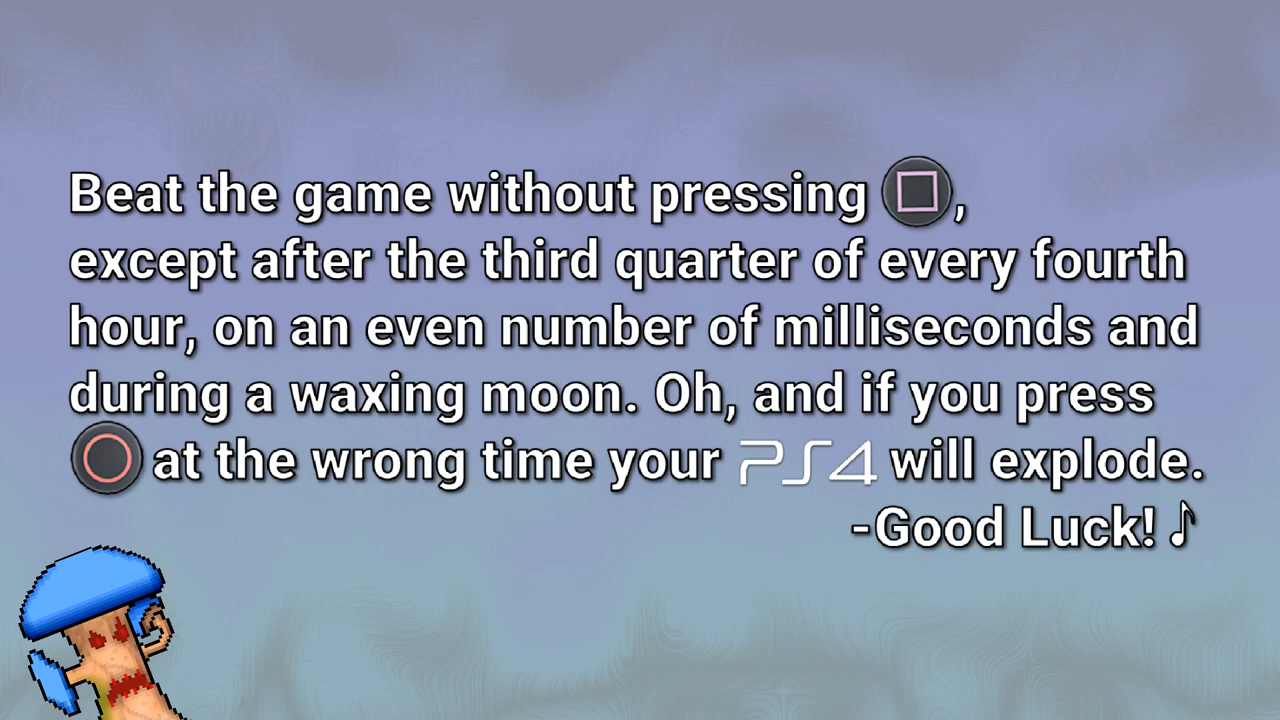 Beat the game without pressing □,
except after the third quarter of every fourth
hour, on an even number of milliseconds and
during a waxing moon. Oh, and if you press
○ at the wrong time your PS4 will explode.
-Good Luck! ♪